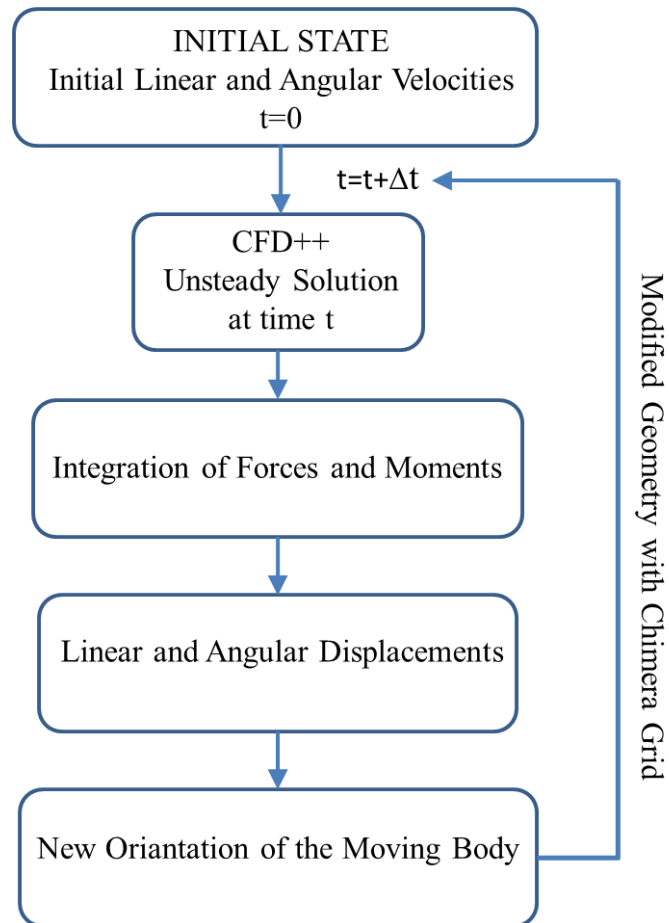 INITIAL STATE
Initial Linear and Angular Velocities
t=0
t=t+Δt
CFD++
Unsteady Solution
at time t
Integration of Forces and Moments
Linear and Angular Displacements
New Oriantation of the Moving Body
Modified Geometry with Chimera Grid